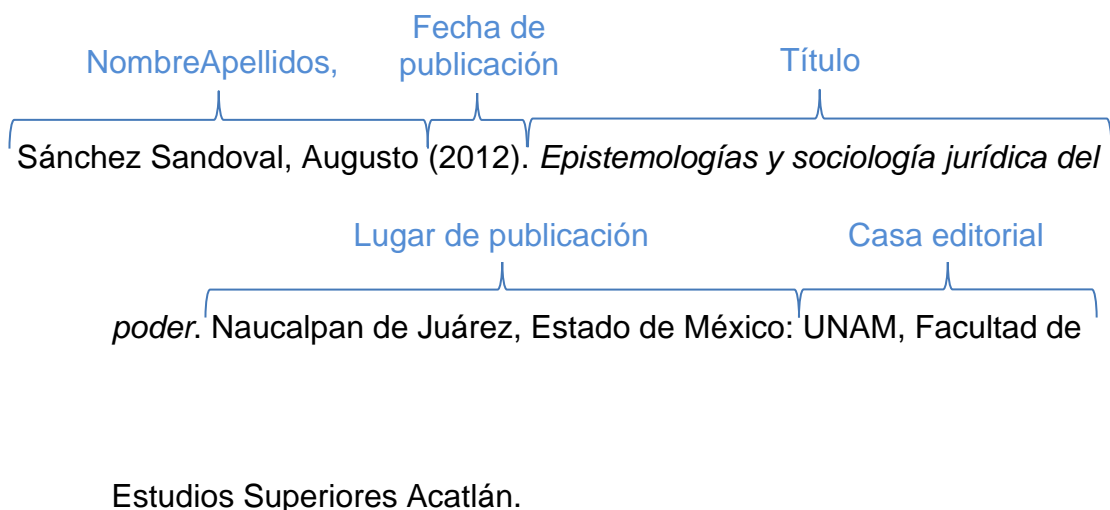 Fecha de
NombreApellidos, publicación Título
Sánchez Sandoval, Augusto (2012). Epistemologías y sociología jurídica del
Lugar de publicación Casa editorial
poder. Naucalpan de Juárez, Estado de México: UNAM, Facultad de
Estudios Superiores Acatlán.